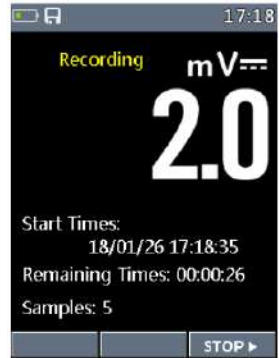 17:18
Recording
mV
2.0
Start Times:
18/01/26 17:18:35
Remaining Times: 00:00:26
Samples: 5
STOP ▶